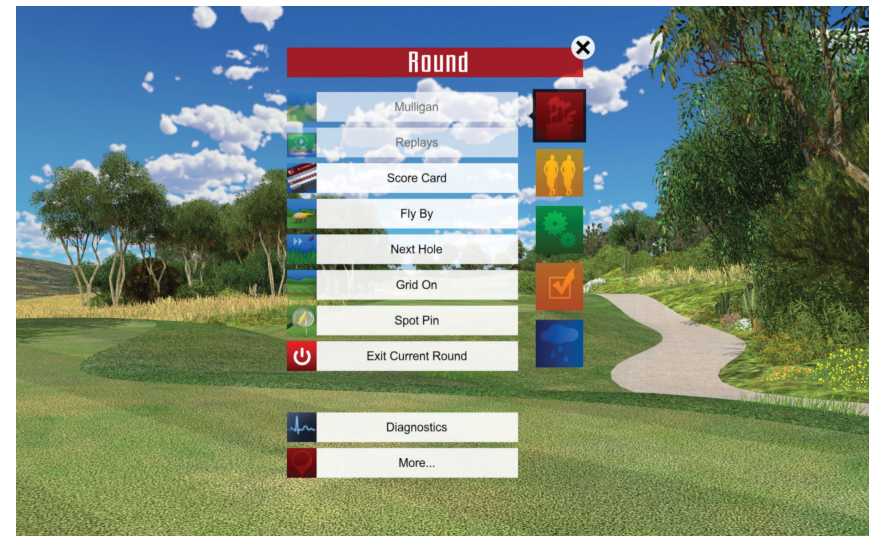 Round
Mulligan
Replays
Score Card
Fly By
Next Hole
Grid On
Spot Pin
Exit Current Round
Diagnostics
More...